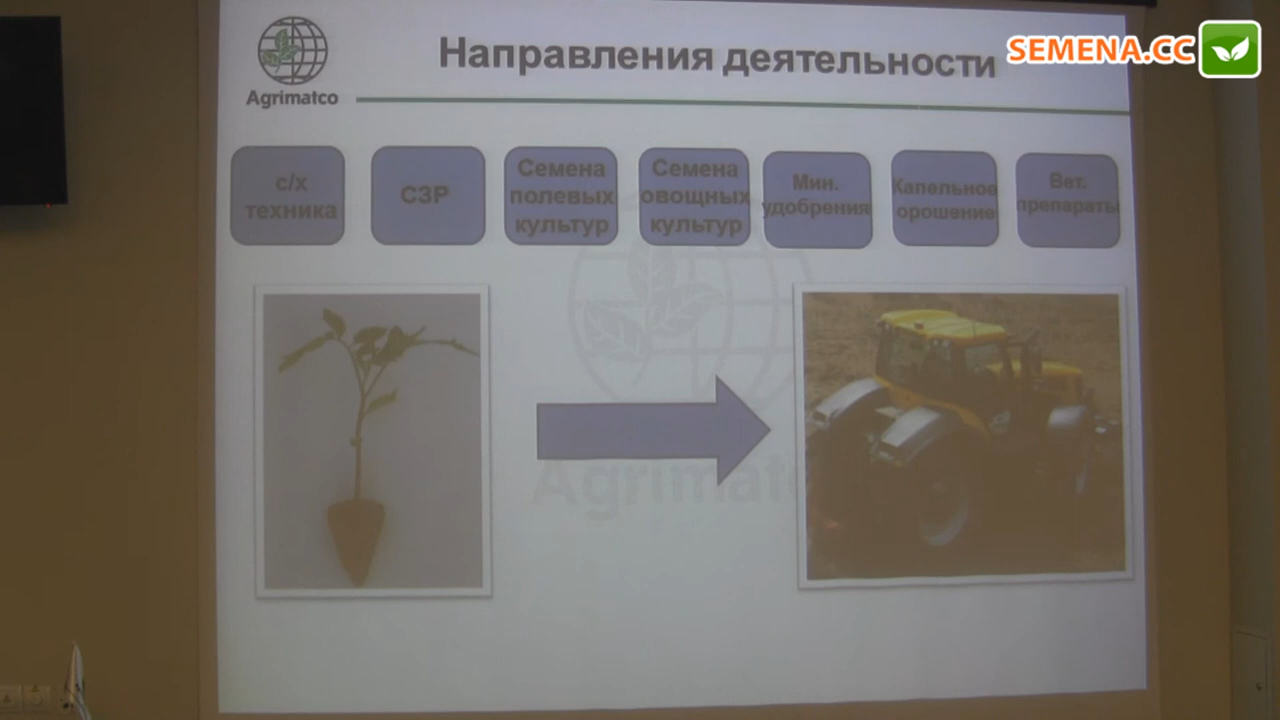 Agrimatco
Направления деятельности
SEMENA.CC
с/х
техника
СЗР
Семена
полевых
культур
Семена
овощных
культур
Мин.
удобрения
Капельное
орошение
Вет.
препараты
Agrimatco